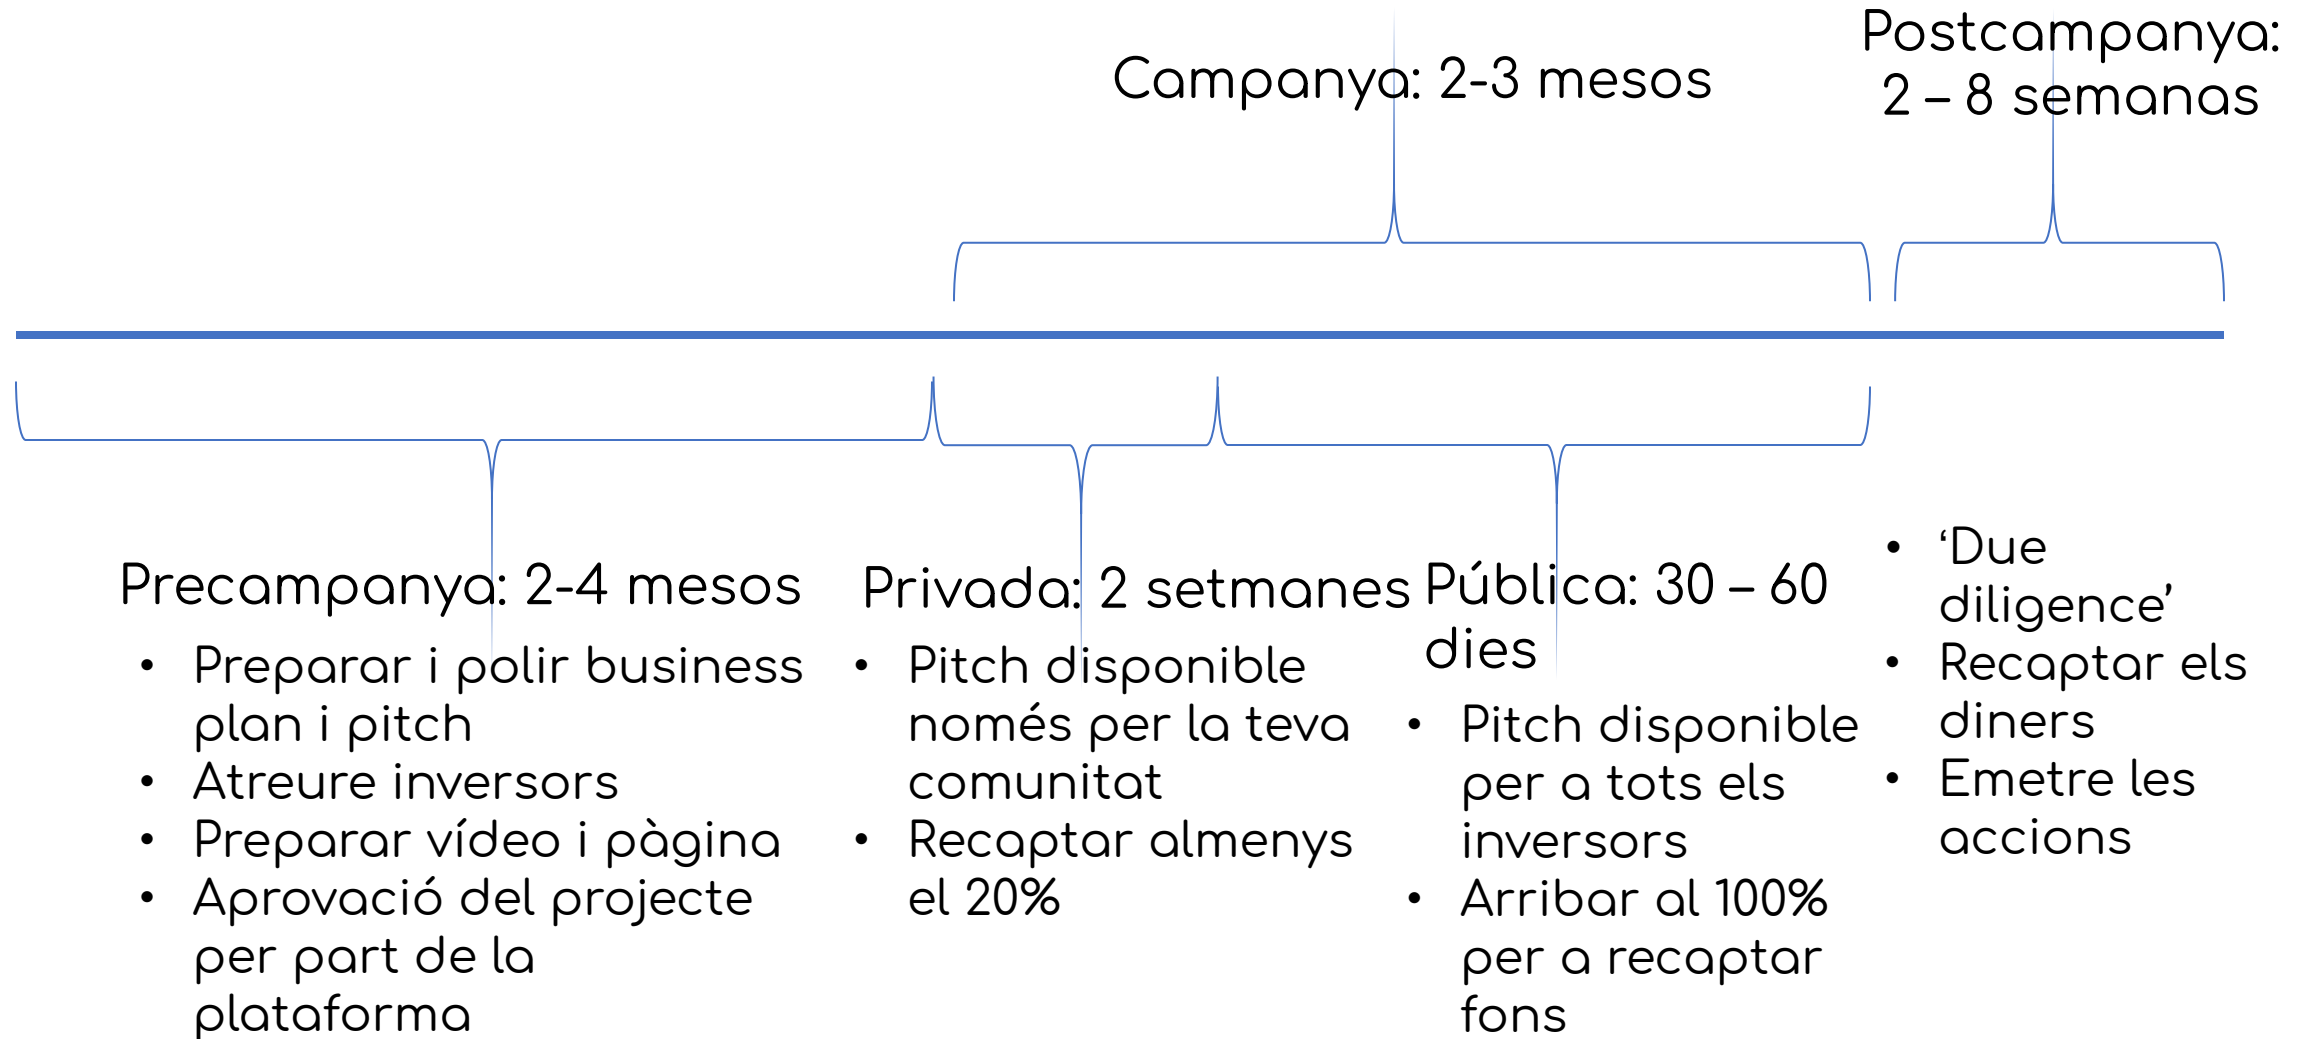 Campanya: 2-3 mesos
Postcampanya:
2 – 8 semanas
Precampanya: 2-4 mesos
• Preparar i polir business
plan i pitch
• Atreure inversors
• Preparar vídeo i pàgina
• Aprovació del projecte
per part de la
plataforma
Privada: 2 setmanes
• Pitch disponible
només per la teva
comunitat
• Recaptar almenys
el 20%
Pública: 30 – 60
dies
• Pitch disponible
per a tots els
inversors
• Arribar al 100%
per a recaptar
fons
• ‘Due
diligence’
• Recaptar els
diners
• Emetre les
accions